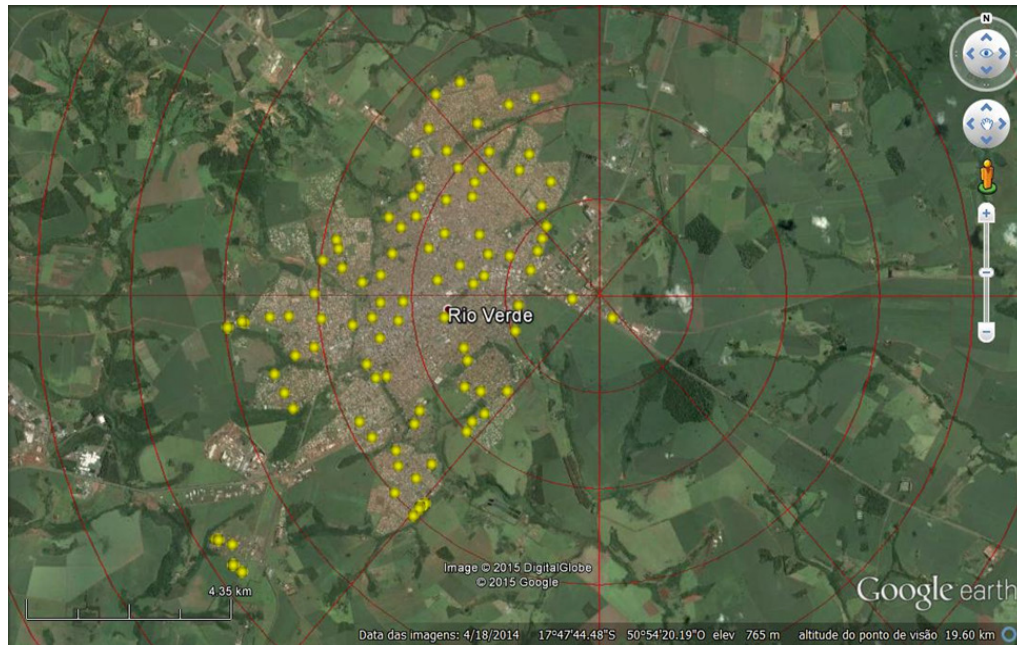 N
Rio Verde
Image © 2015 DigitalGlobe
© 2015 Google
Google earth
4.35 km
Data das imagens: 4/18/2014 17°47'44.48"S 50°54'20.19"O elev 765 m altitude do ponto de visão 19.60 km